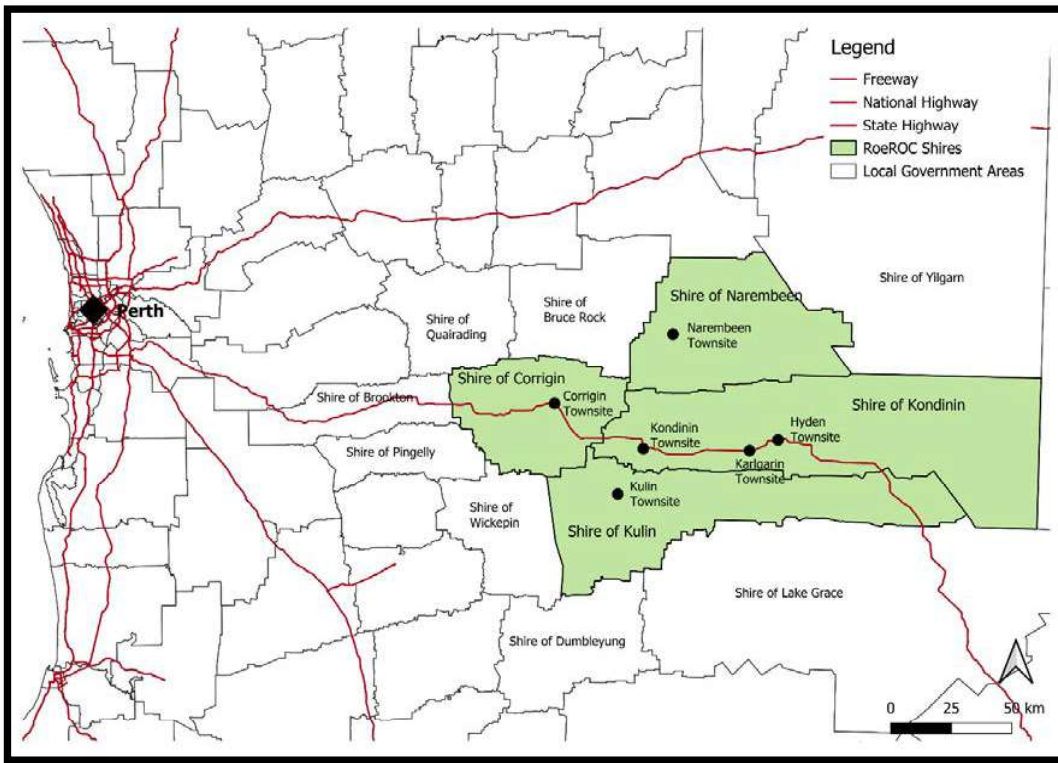 Legend
Freeway
National Highway
State Highway
RoeROC Shires
Local Government Areas
Shire of Yilgarn
Shire of Narembeen
Narembeen
Townsite
Shire of
Bruce Rock
Shire of
Quairading
Perth
Shire of Corrigin
Corrigin
Townsite
Shire of Brookton
Shire of Kondinin
Kondinin
Townsite
Hyden
Townsite
Karlgarin
Townsite
Shire of Pingelly
Kulin
Townsite
Shire of
Wickepin
Shire of Kulin
Shire of Lake Grace
Shire of Dumbleyung
0 25 50 km